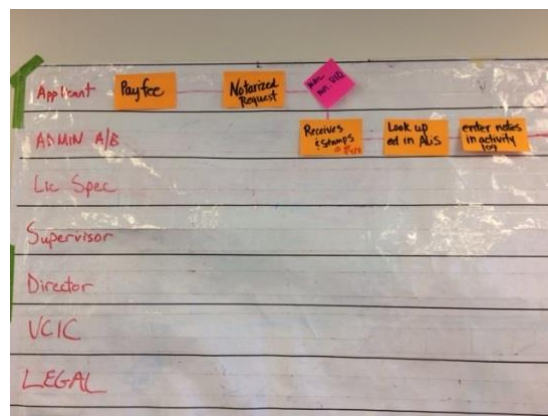 Applicant
Pay fee
Notarized
Request
ADMIN A/B
Receives
& stamps
Look up
ed in ALiS
enter notes
in activity
log
Lic Spec
Supervisor
Director
VCIC
LEGAL